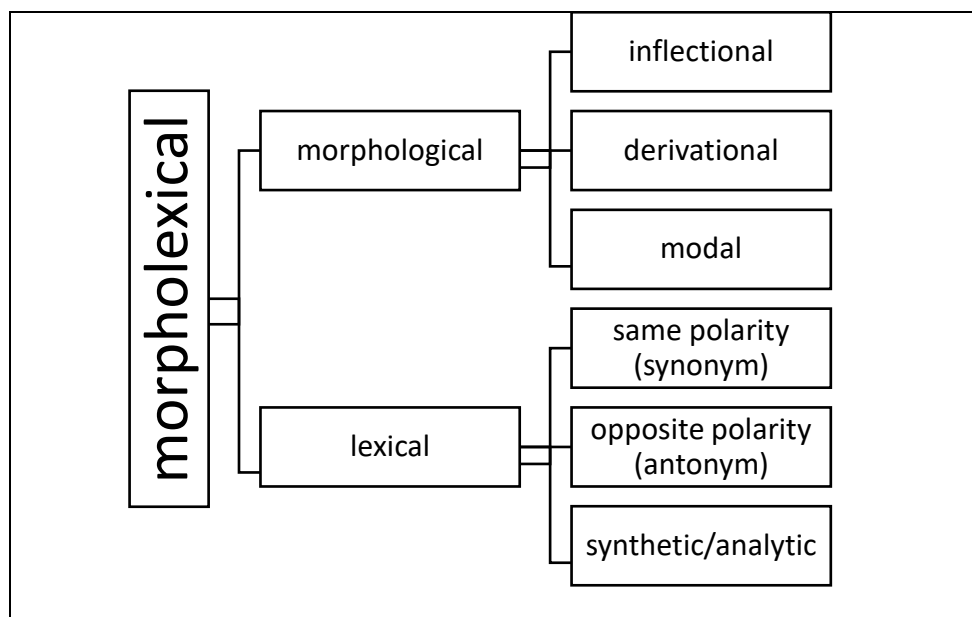 morpholexical
morphological
inflectional
derivational
modal
lexical
same polarity
(synonym)
opposite polarity
(antonym)
synthetic/analytic